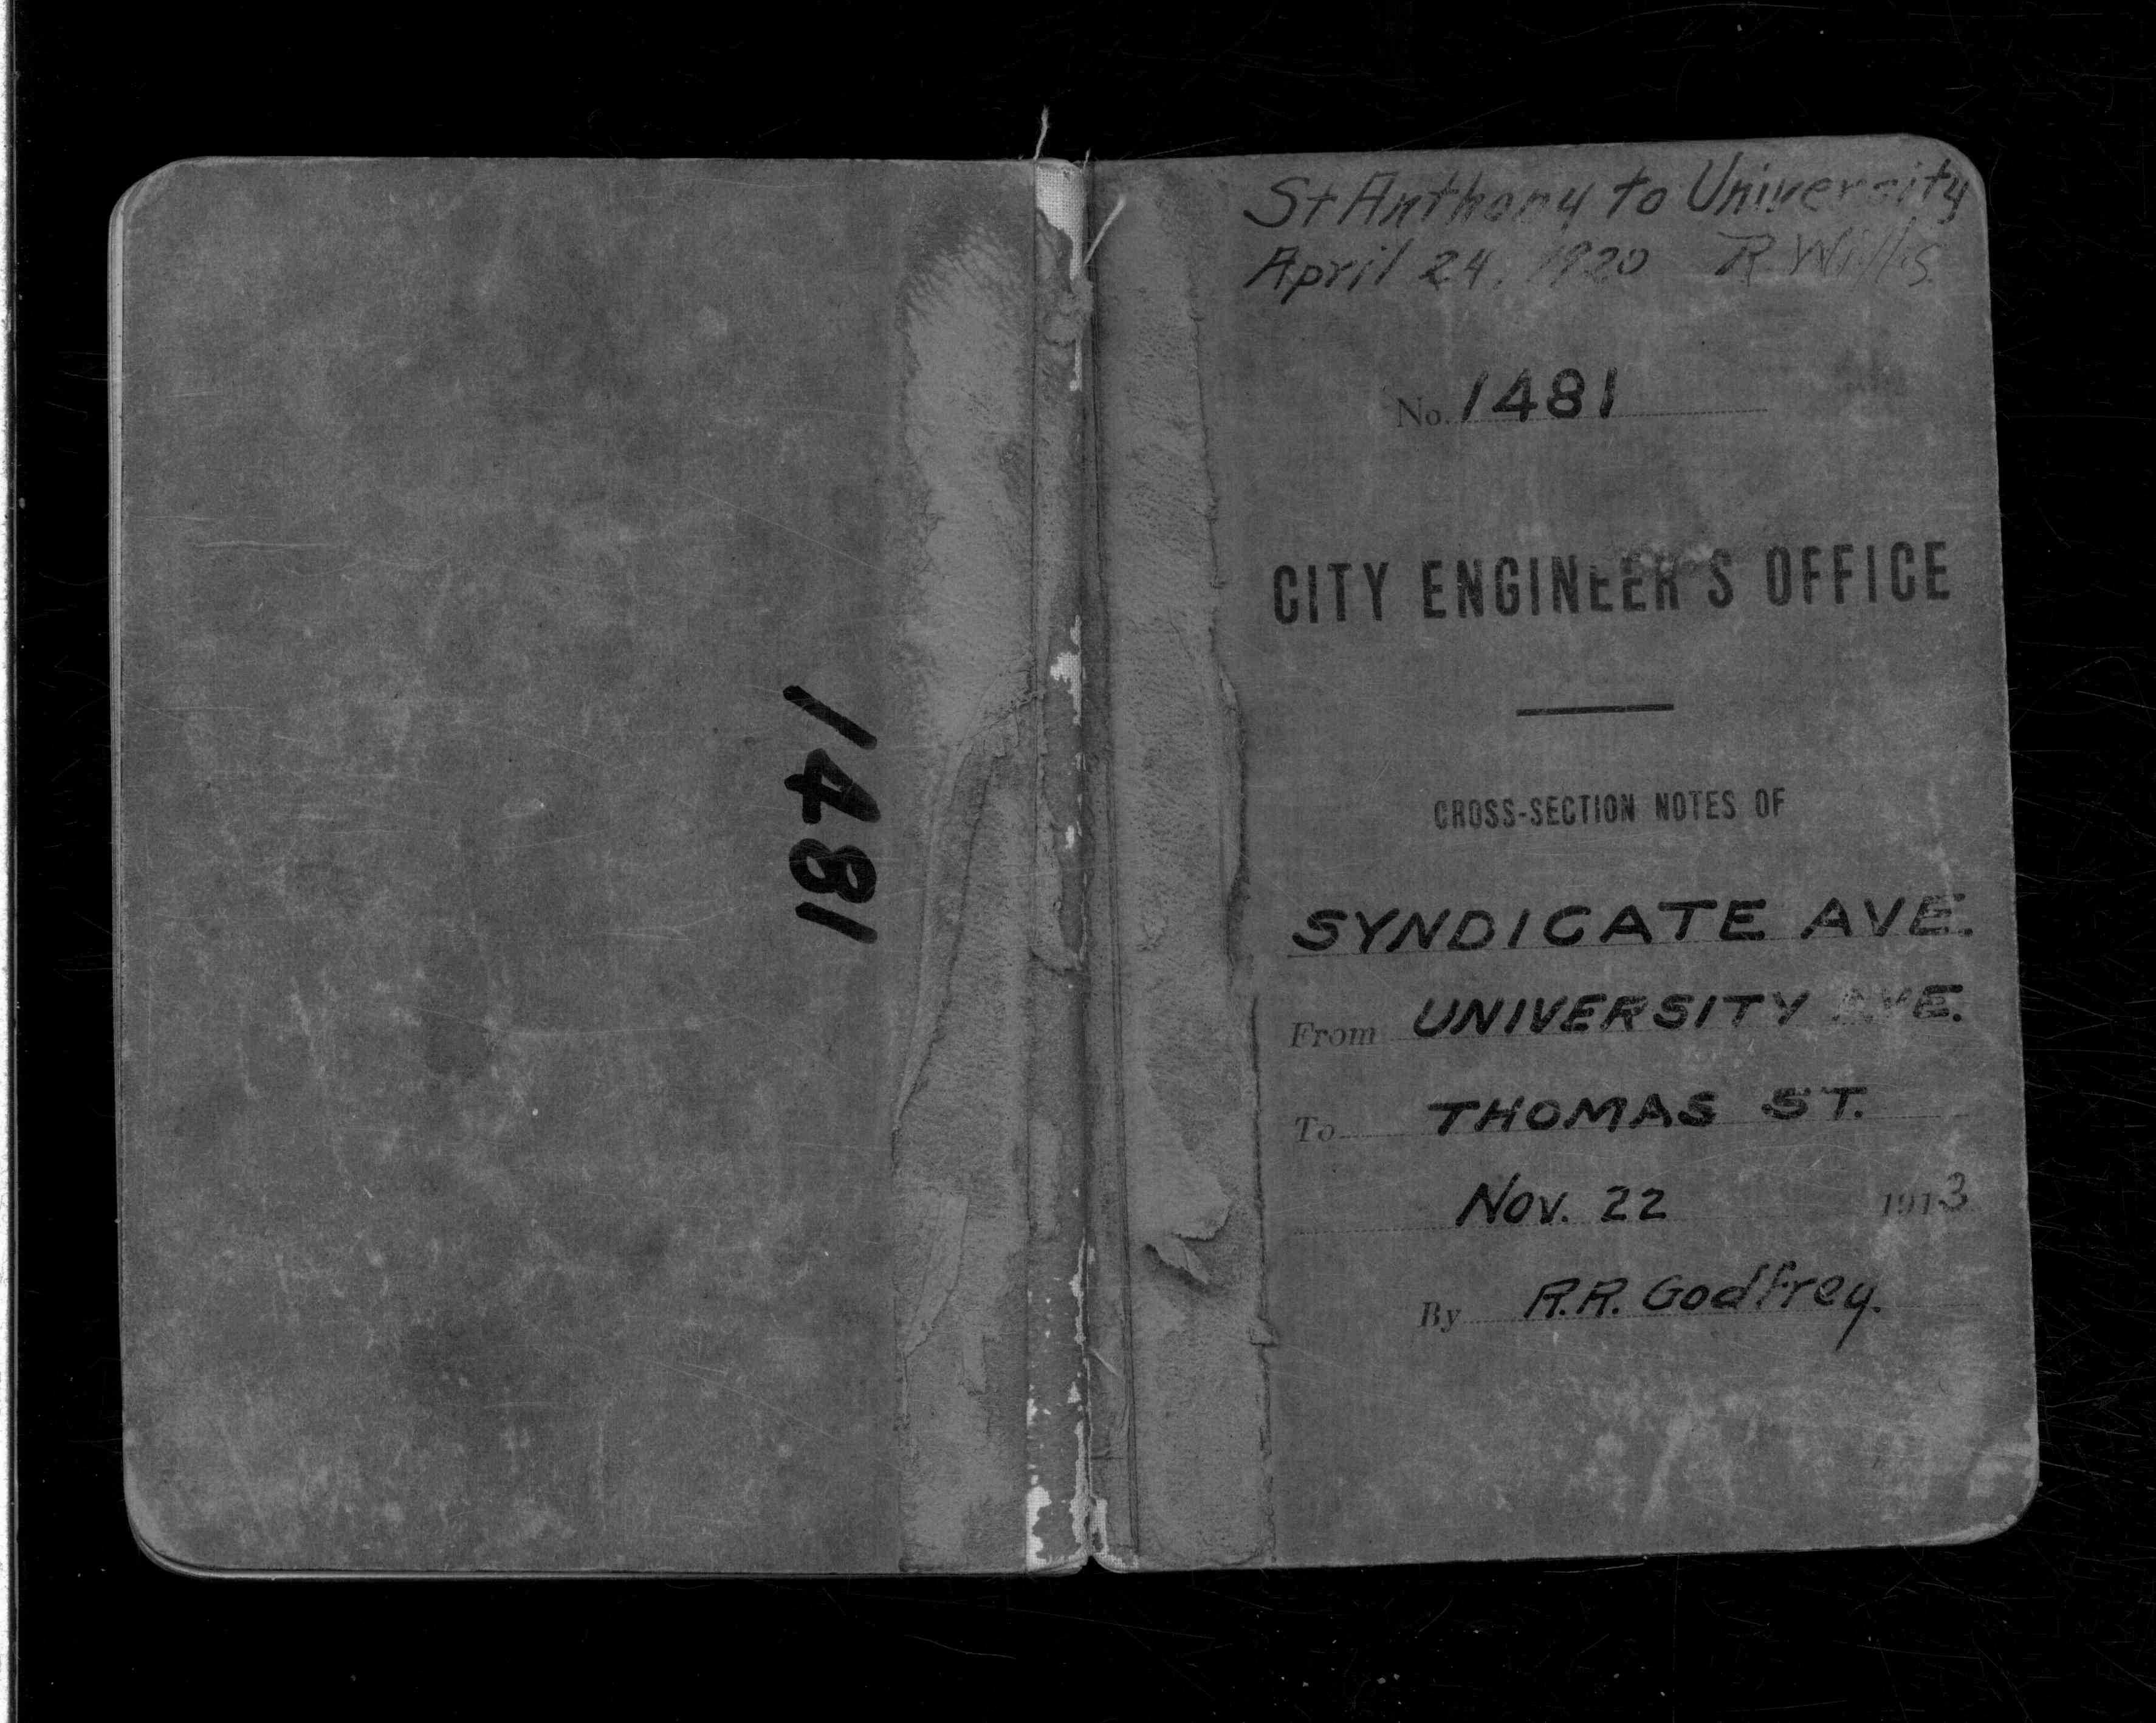 1481
St Anthony to University
April 24, 1920 R Willis
No. 1481
CITY ENGINEER'S OFFICE
CROSS-SECTION NOTES OF
SYNDICATE AVE.
From UNIVERSITY AVE.
To THOMAS ST.
Nov. 22 1913
By R.R. Godfrey.